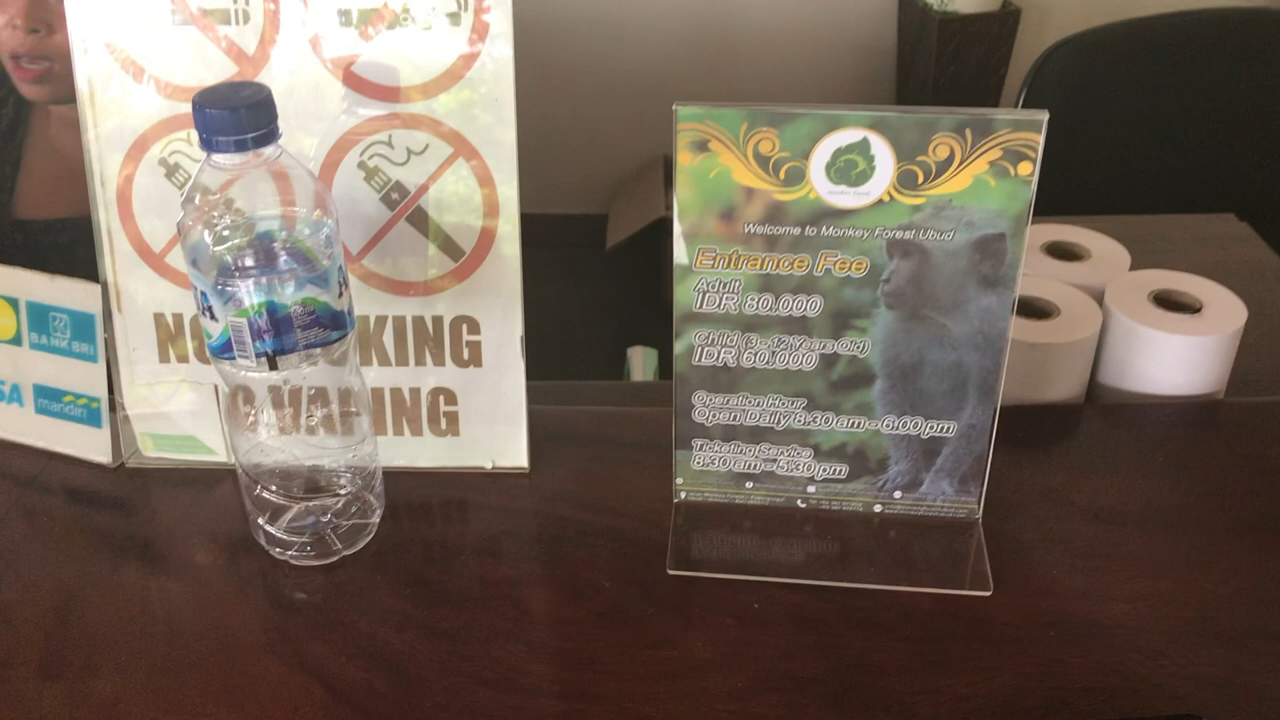 BANK BRI
SA
mandiri
NO KING
NO VAPING
Welcome to Monkey Forest Ubud
Entrance Fee
Adult
IDR 80.000
Child (3 - 12 Years Old)
IDR 60.000
Operation Hour
Open Daily 8.30 am - 6.00 pm
Ticketing Service
8.30 am - 5.30 pm